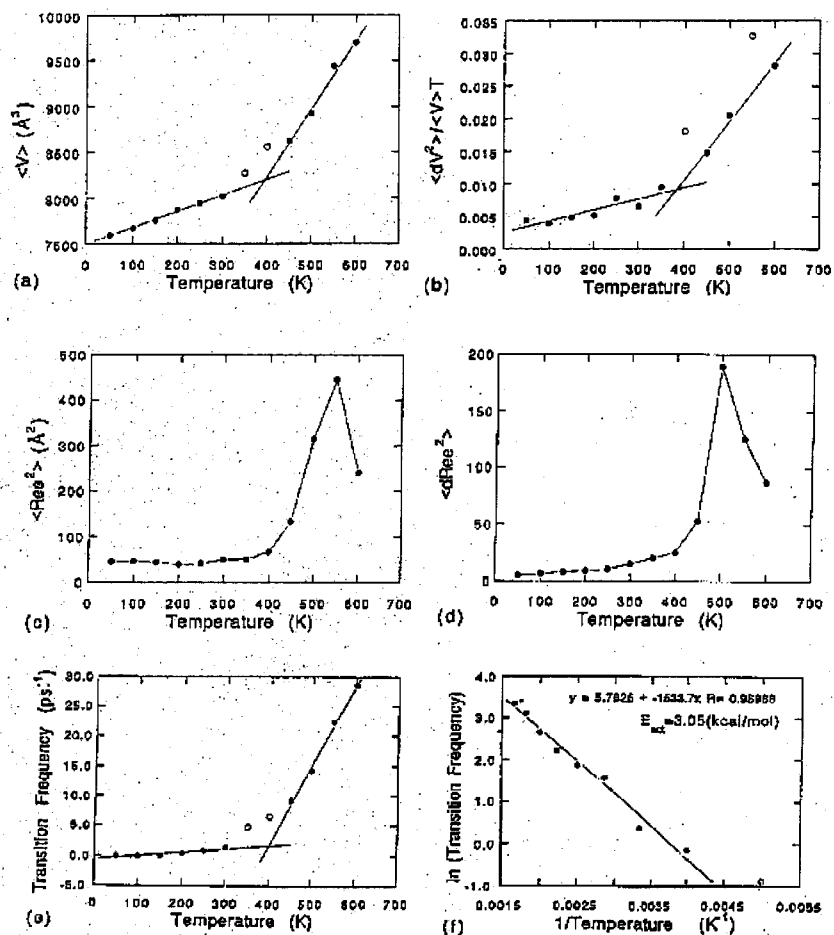 10000
9500
9000
8500
8000
7500
<V> (Å³)
0 100 200 300 400 500 600 700
(a) Temperature (K)
0.035
0.030
0.025
0.020
0.015
0.010
0.005
0.000
<dV²>/<V>T
0 100 200 300 400 500 600 700
(b) Temperature (K)
500
400
300
200
100
0
<Ree²> (Å²)
0 100 200 300 400 500 600 700
(c) Temperature (K)
200
150
100
50
0
<dRee²>
0 100 200 300 400 500 600 700
(d) Temperature (K)
30.0
25.0
20.0
15.0
10.0
5.0
0.0
-5.0
Transition Frequency (ps⁻¹)
0 100 200 300 400 500 600 700
(e) Temperature (K)
4.0
3.0
2.0
1.0
0.0
-1.0
ln (Transition Frequency)
R= 0.98988
E =3.05(kcal/mol)
0.0015 0.0025 0.0035 0.0045 0.0055
(f) 1/Temperature (K⁻¹)